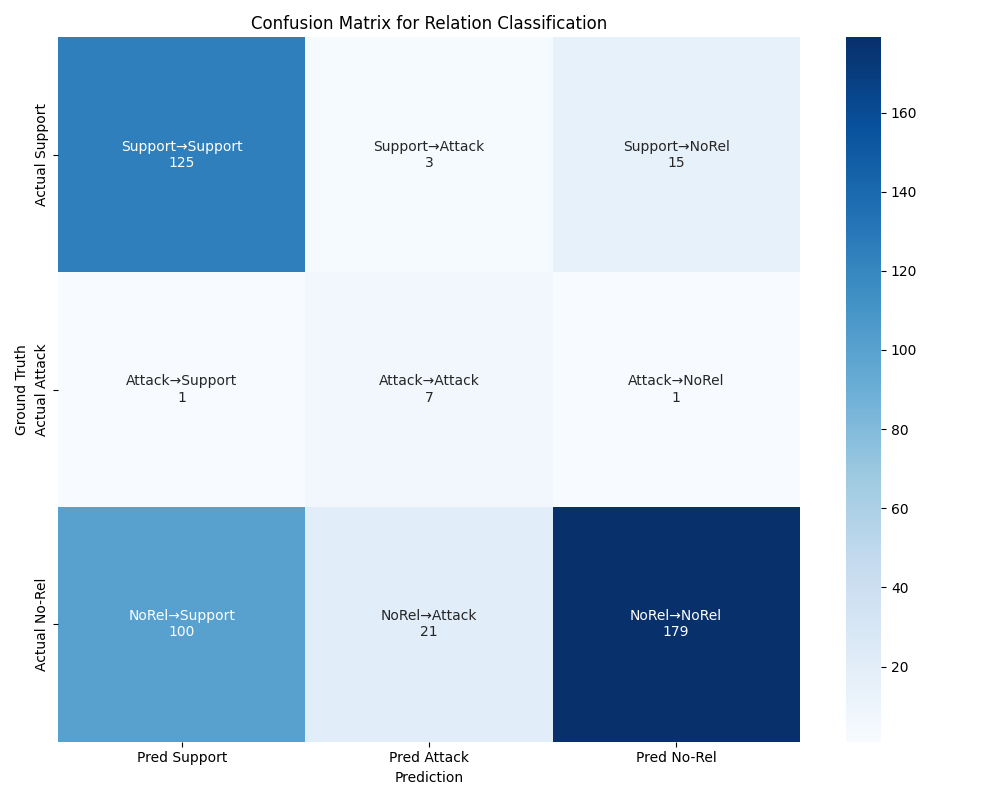 Confusion Matrix for Relation Classification
Ground Truth
Actual Support
Support→Support
125
Support→Attack
3
Support→NoRel
15
Actual Attack
Attack→Support
1
Attack→Attack
7
Attack→NoRel
1
Actual No-Rel
NoRel→Support
100
NoRel→Attack
21
NoRel→NoRel
179
Pred Support
Pred Attack
Pred No-Rel
Prediction
160
140
120
100
80
60
40
20